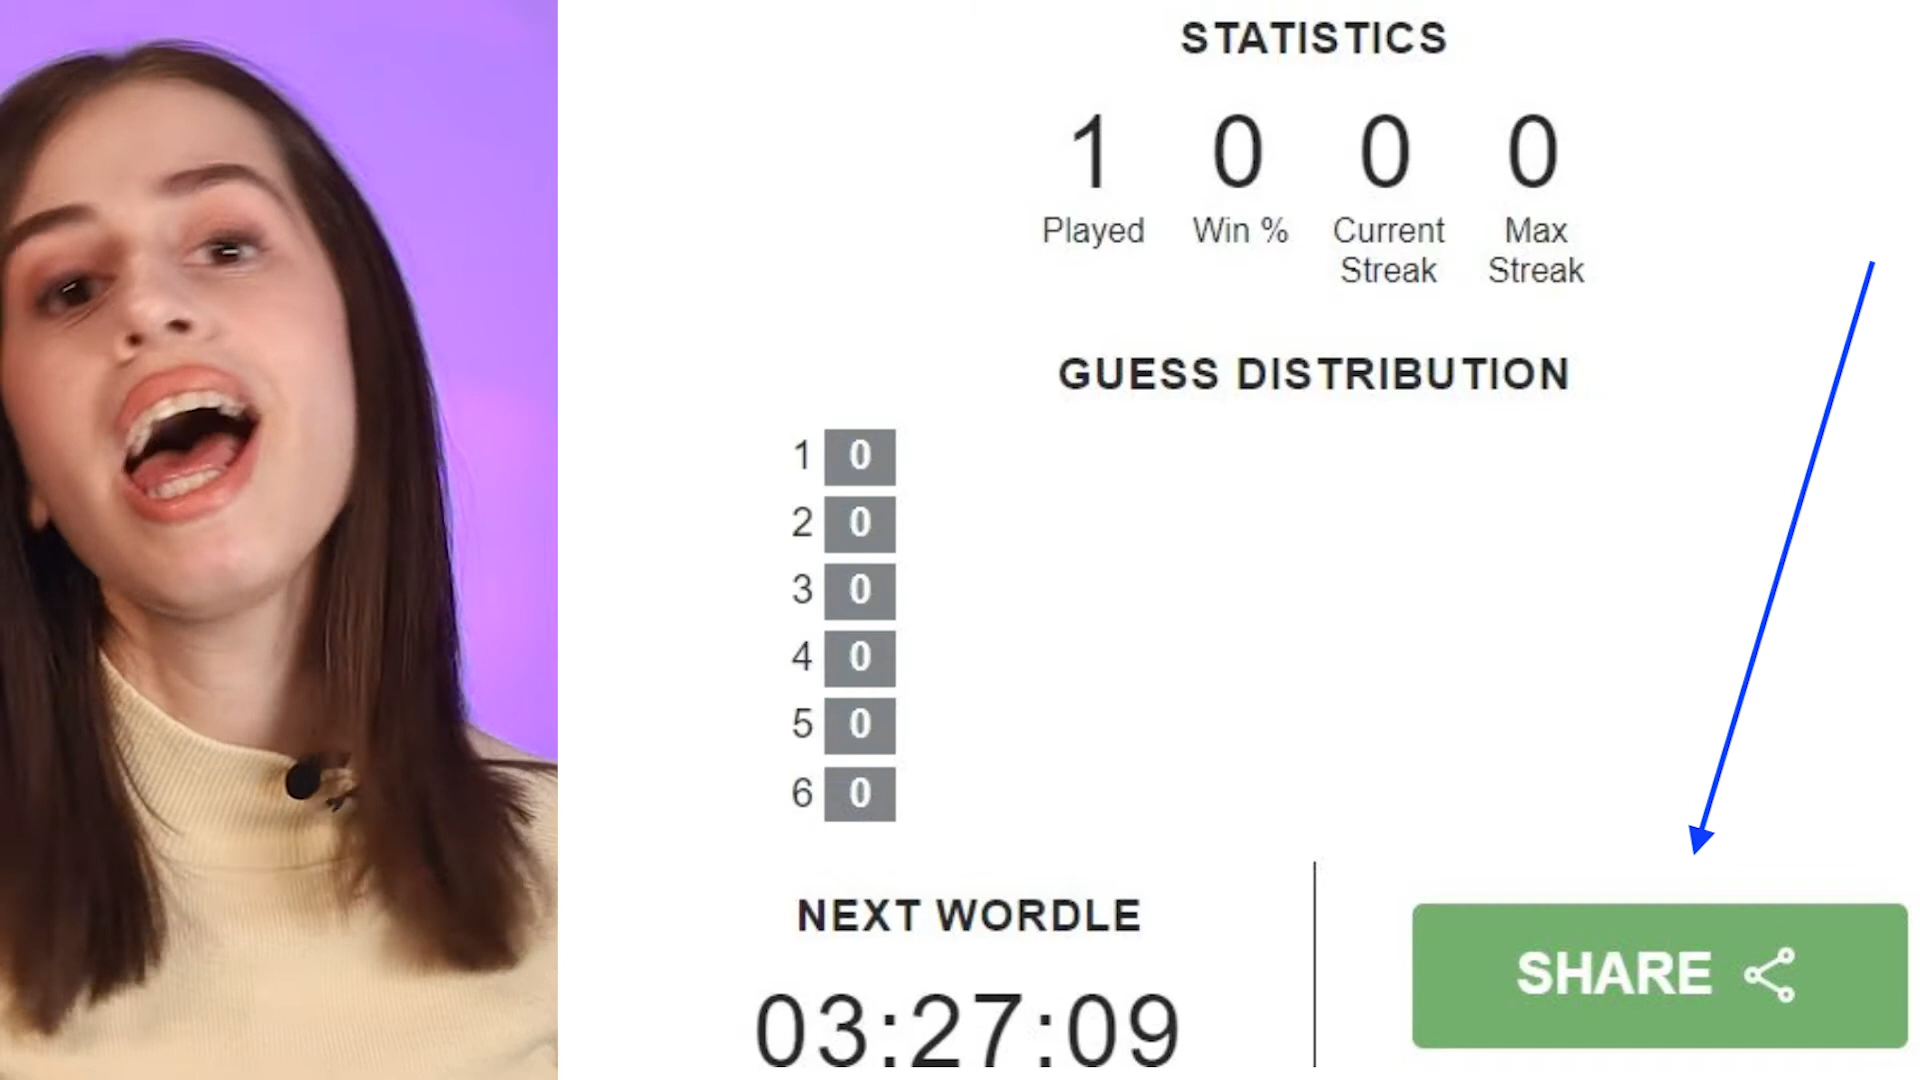 STATISTICS
1 0 0 0
Played Win % Current Streak Max Streak
GUESS DISTRIBUTION
1 0
2 0
3 0
4 0
5 0
6 0
NEXT WORDLE
03:27:09
SHARE